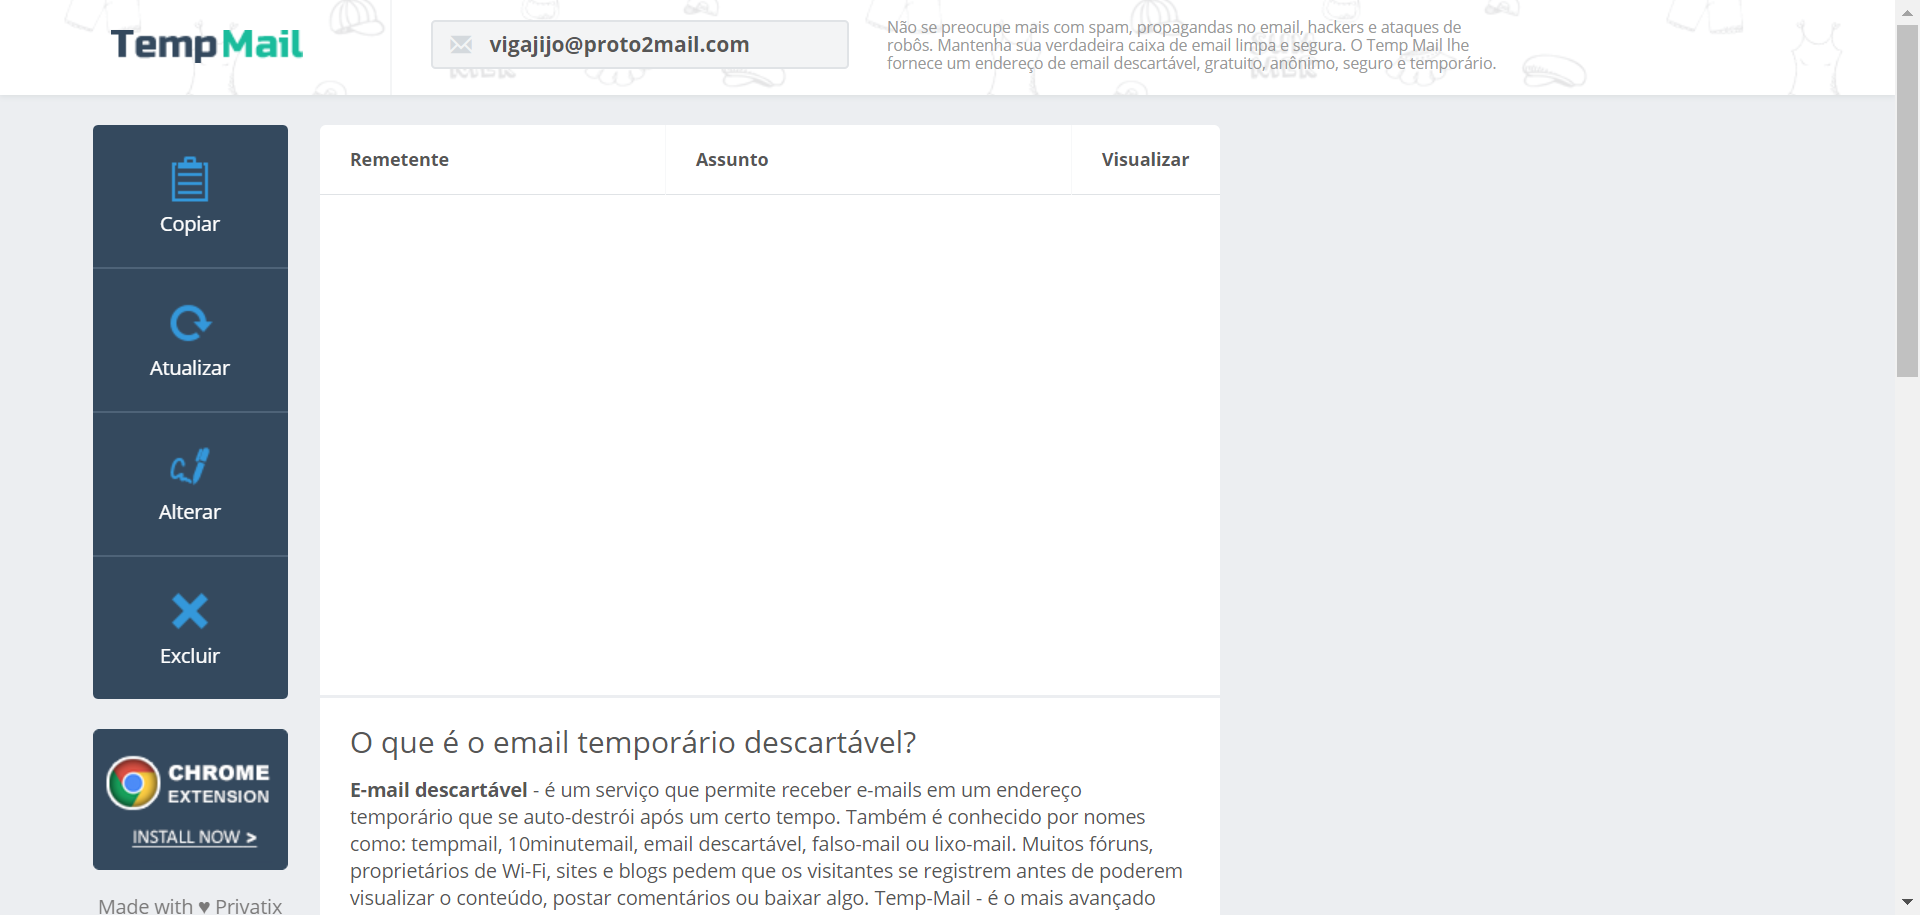 TempMail
vigajijo@proto2mail.com
Não se preocupe mais com spam, propagandas no email, hackers e ataques de
robôs. Mantenha sua verdadeira caixa de email limpa e segura. O Temp Mail lhe
fornece um endereço de email descartável, gratuito, anônimo, seguro e temporário.
Copiar
Atualizar
Alterar
Excluir
CHROME
EXTENSION
INSTALL NOW >
Made with ♥ Privatix
Remetente
Assunto
Visualizar
O que é o email temporário descartável?
E-mail descartável - é um serviço que permite receber e-mails em um endereço
temporário que se auto-destrói após um certo tempo. Também é conhecido por nomes
como: tempmail, 10minutemail, email descartável, falso-mail ou lixo-mail. Muitos fóruns,
proprietários de Wi-Fi, sites e blogs pedem que os visitantes se registrem antes de poderem
visualizar o conteúdo, postar comentários ou baixar algo. Temp-Mail - é o mais avançado